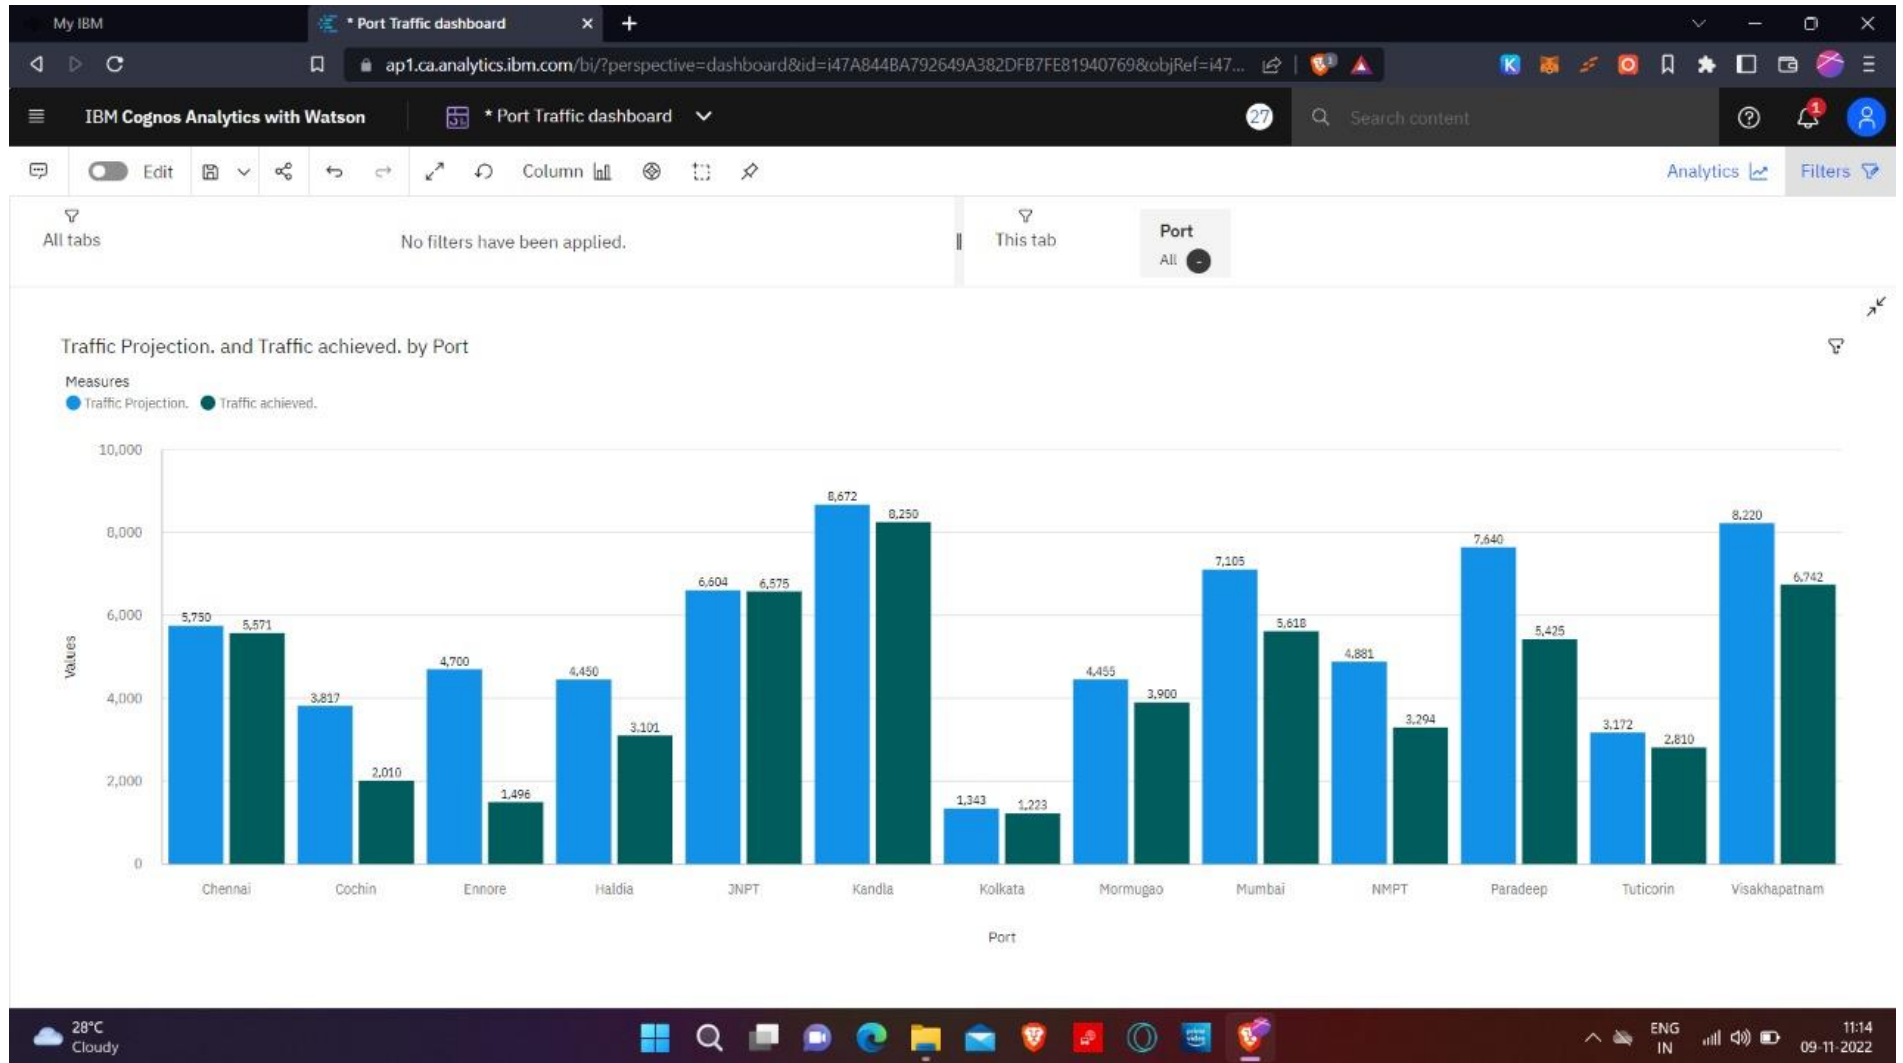 My IBM
* Port Traffic dashboard
ap1.ca.analytics.ibm.com/bi/?perspective=dashboard&id=i47A844BA792649A382DFB7FE81940769&objRef=i47...
IBM Cognos Analytics with Watson
* Port Traffic dashboard
27
Search content
1
Edit
Column
Analytics
Filters
All tabs
No filters have been applied.
This tab
Port
All
Traffic Projection. and Traffic achieved. by Port
Measures
Traffic Projection. Traffic achieved.
10,000
8,000
6,000
4,000
2,000
0
Values
5,750 5,571
3,817 2,010
4,700 1,496
4,450 3,101
6,604 6,575
8,672 8,250
1,343 1,223
4,455 3,900
7,105 5,618
4,881 3,294
7,640 5,425
3,172 2,810
8,220 6,742
Chennai Cochin Ennore Haldia JNPT Kandla Kolkata Mormugao Mumbai NMPT Paradeep Tuticorin Visakhapatnam
Port
28°C
Cloudy
ENG
IN
11:14
09-11-2022